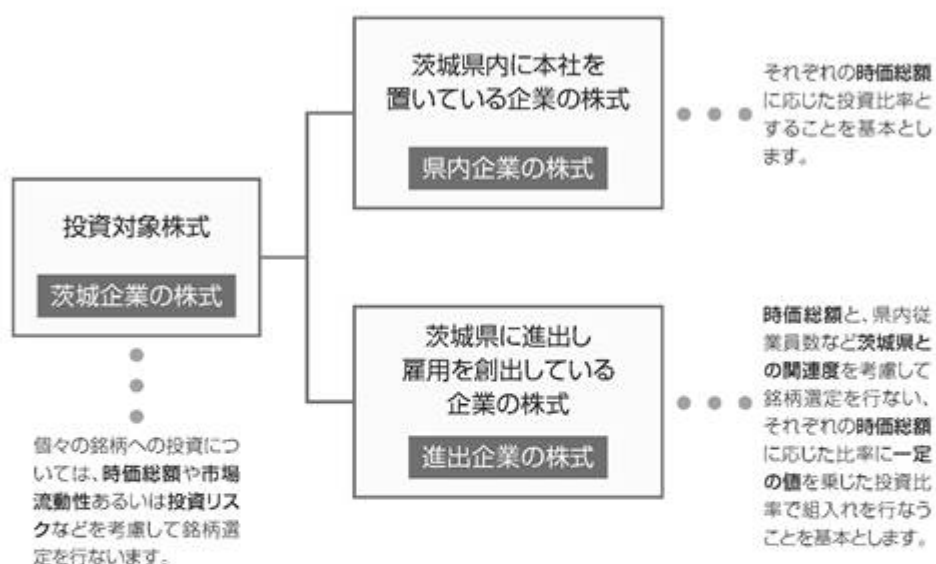 投資対象株式
茨城企業の株式
個々の銘柄への投資につ
いては、時価総額や市場
流動性あるいは投資リス
クなどを考慮して銘柄選
定を行ないます。
茨城県内に本社を
置いている企業の株式
県内企業の株式
それぞれの時価総額
に応じた投資比率と
することを基本とし
ます。
茨城県に進出し
雇用を創出している
企業の株式
進出企業の株式
時価総額と、県内従
業員数など茨城県と
の関連度を考慮して
銘柄選定を行ない、
それぞれの時価総額
に応じた比率に一定
の値を乗じた投資比
率で組入れを行なう
ことを基本とします。